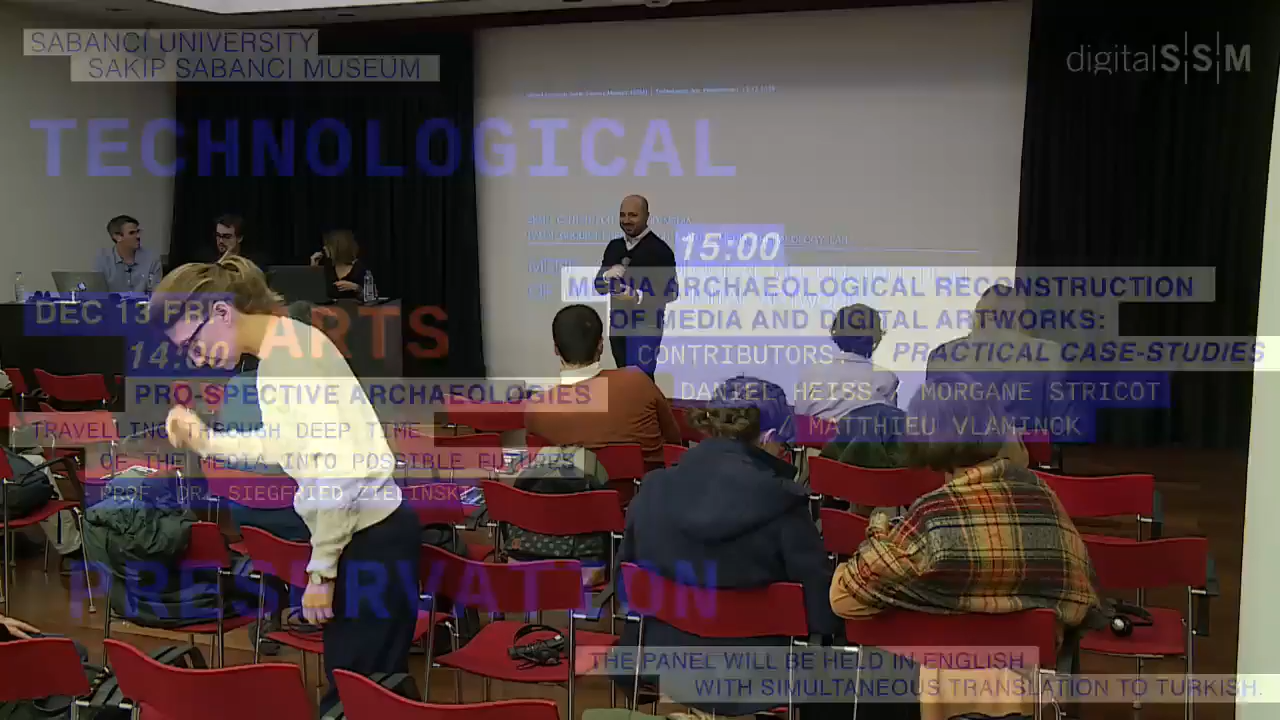 SABANCI UNIVERSITY
SAKIP SABANCI MUSEUM
digitalS|S|M
TECHNOLOGICAL
15:00
MEDIA ARCHAEOLOGICAL RECONSTRUCTION
OF MEDIA AND DIGITAL ARTWORKS:
PRACTICAL CASE-STUDIES
CONTRIBUTORS
DANIEL HEISS MORGANE STRICOT
MATTHIEU VLAMINOK
DEC 13 FRI
ARTS
14:00
PRO-SPECTIVE ARCHAEOLOGIES
TRAVELLING THROUGH DEEP TIME
OF THE MEDIA INTO POSSIBLE FUTURES
PROF. DR. SIEGFRIED ZIELINSKI
PRESERVATION
THE PANEL WILL BE HELD IN ENGLISH
WITH SIMULTANEOUS TRANSLATION TO TURKISH.